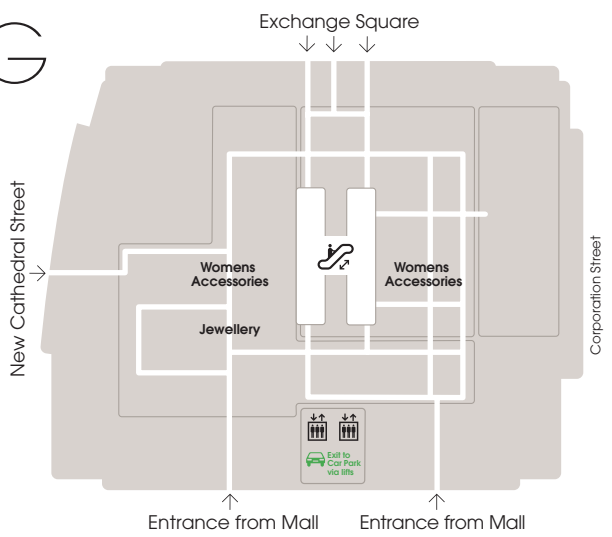 G
Exchange Square
New Cathedral Street
Corporation Street
Womens
Accessories
Womens
Accessories
Jewellery
Exit to
Car Park
via lifts
Entrance from Mall
Entrance from Mall